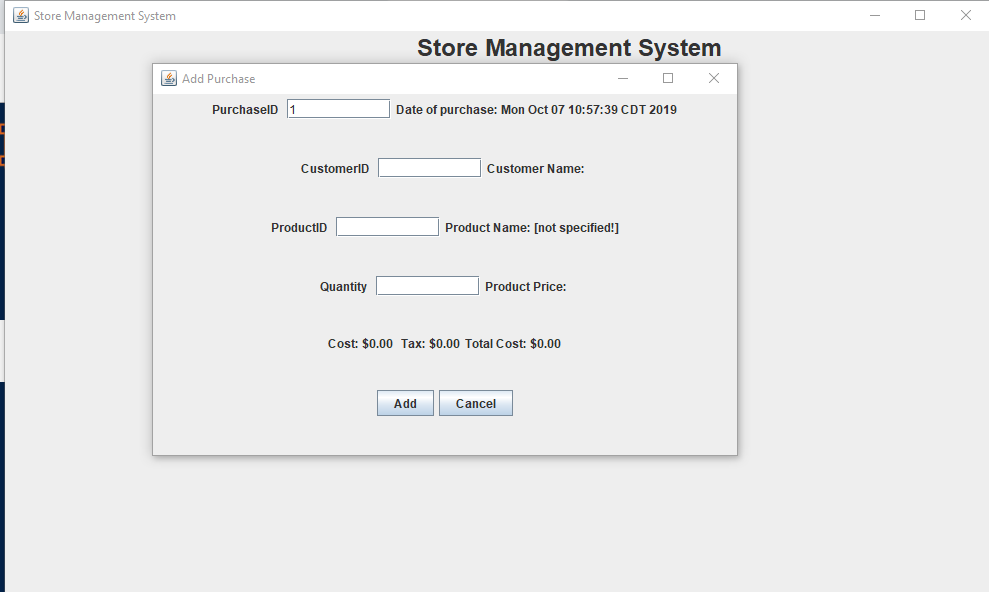 Store Management System
Store Management System
Add Purchase
PurchaseID 1 Date of purchase: Mon Oct 07 10:57:39 CDT 2019
CustomerID Customer Name:
ProductID Product Name: [not specified!]
Quantity Product Price:
Cost: $0.00 Tax: $0.00 Total Cost: $0.00
Add Cancel